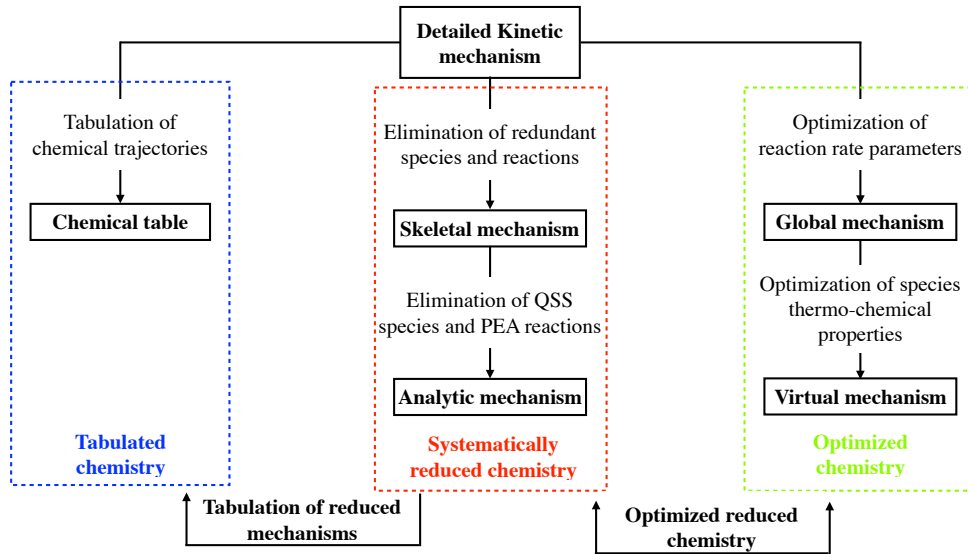 Detailed Kinetic
mechanism
Tabulation of
chemical trajectories
Chemical table
Tabulated
chemistry
Elimination of redundant
species and reactions
Skeletal mechanism
Elimination of QSS
species and PEA reactions
Analytic mechanism
Systematically
reduced chemistry
Optimization of
reaction rate parameters
Global mechanism
Optimization of species
thermo-chemical
properties
Virtual mechanism
Optimized
chemistry
Tabulation of reduced
mechanisms
Optimized reduced
chemistry